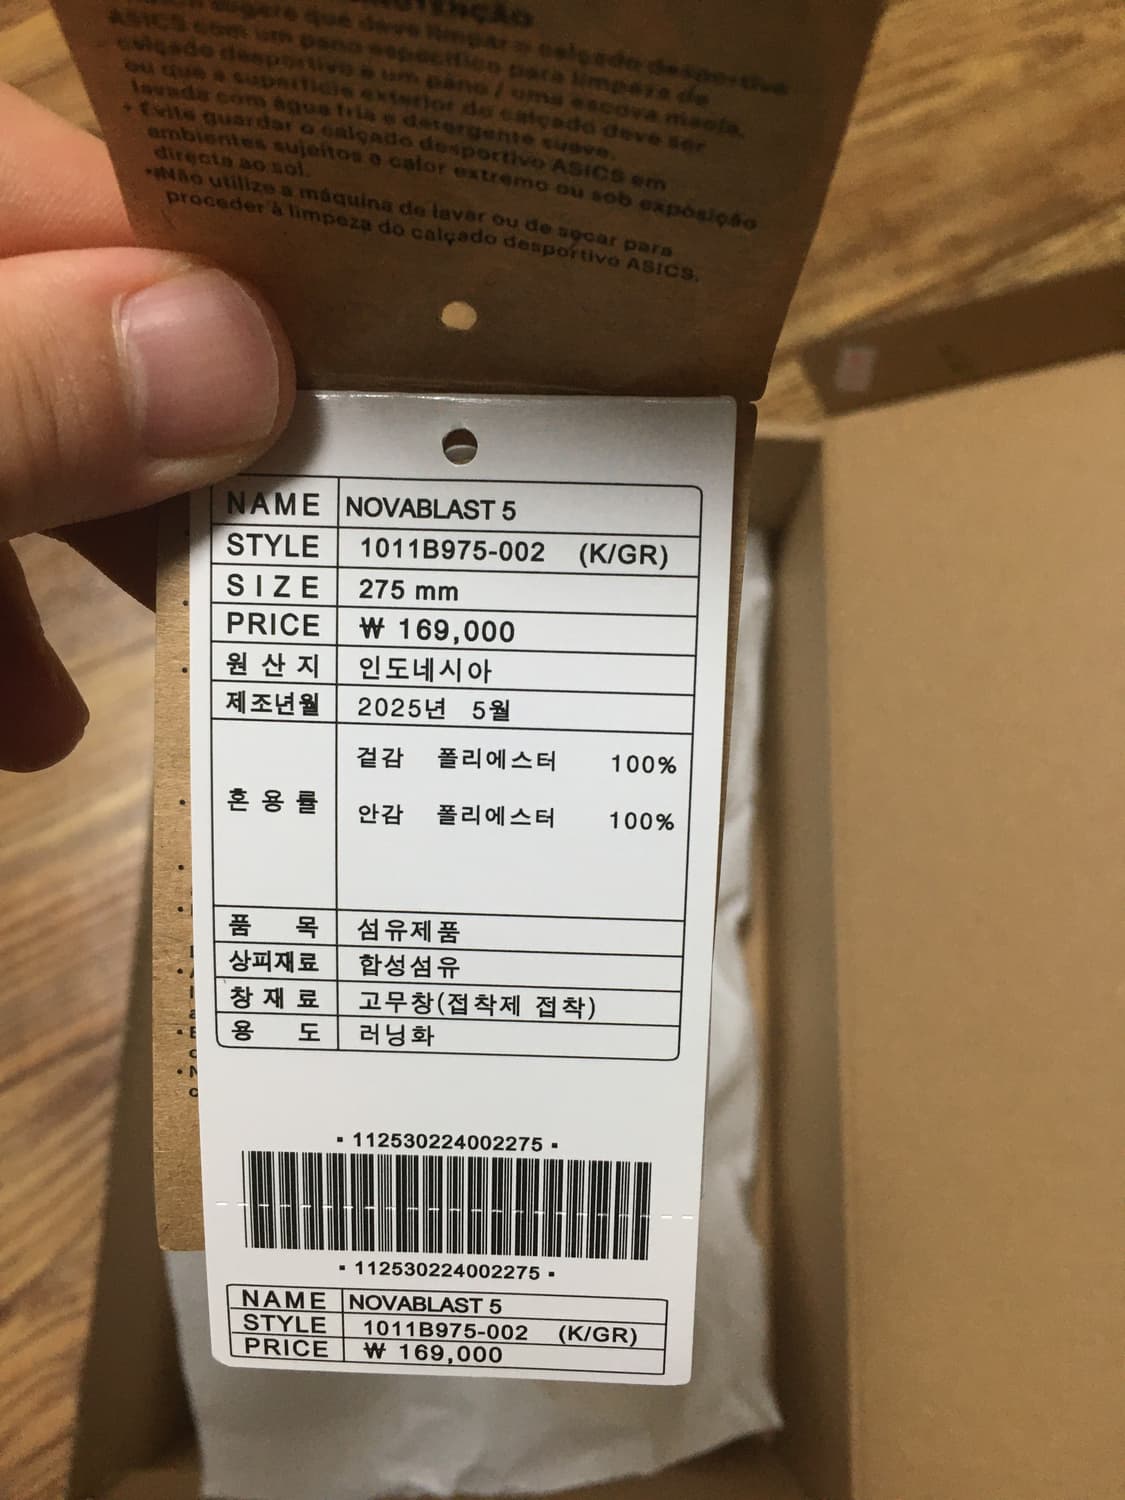 sugere que deve limpar o calçado desportivo
ASICS com um pano específico para limpeza de
calçado desportivo e um pano / uma escova macia,
ou que a superfície exterior do calçado deve ser
lavada com água fria e detergente suave.
• Evite guardar o calçado desportivo ASICS em
ambientes sujeitos a calor extremo ou sob exposição
directa ao sol.
• Não utilize a máquina de lavar ou de secar para
proceder à limpeza do calçado desportivo ASICS.
NAME NOVABLAST 5
STYLE 1011B975-002 (K/GR)
SIZE 275 mm
PRICE ₩ 169,000
원산지 인도네시아
제조년월 2025년 5월
겉감 폴리에스터 100%
혼용률
안감 폴리에스터 100%
품목 섬유제품
상피재료 합성섬유
창재료 고무창(접착제 접착)
용도 러닝화
▪ 112530224002275 ▪
▪ 112530224002275 ▪
NAME NOVABLAST 5
STYLE 1011B975-002 (K/GR)
PRICE ₩ 169,000